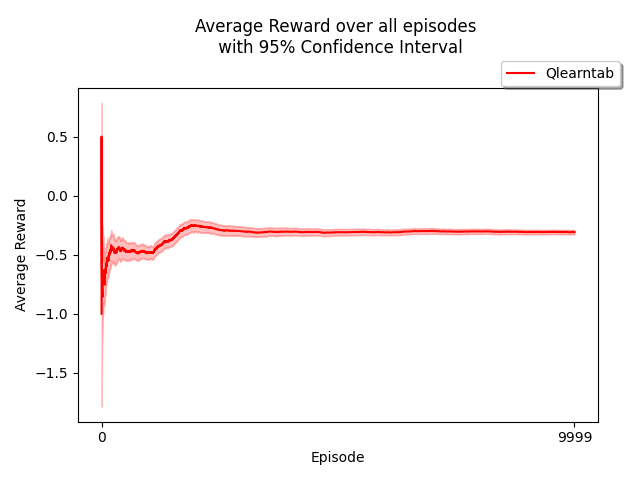 Average Reward over all episodes
with 95% Confidence Interval
Qlearntab
0.5
0.0
−0.5
−1.0
−1.5
Average Reward
0
9999
Episode